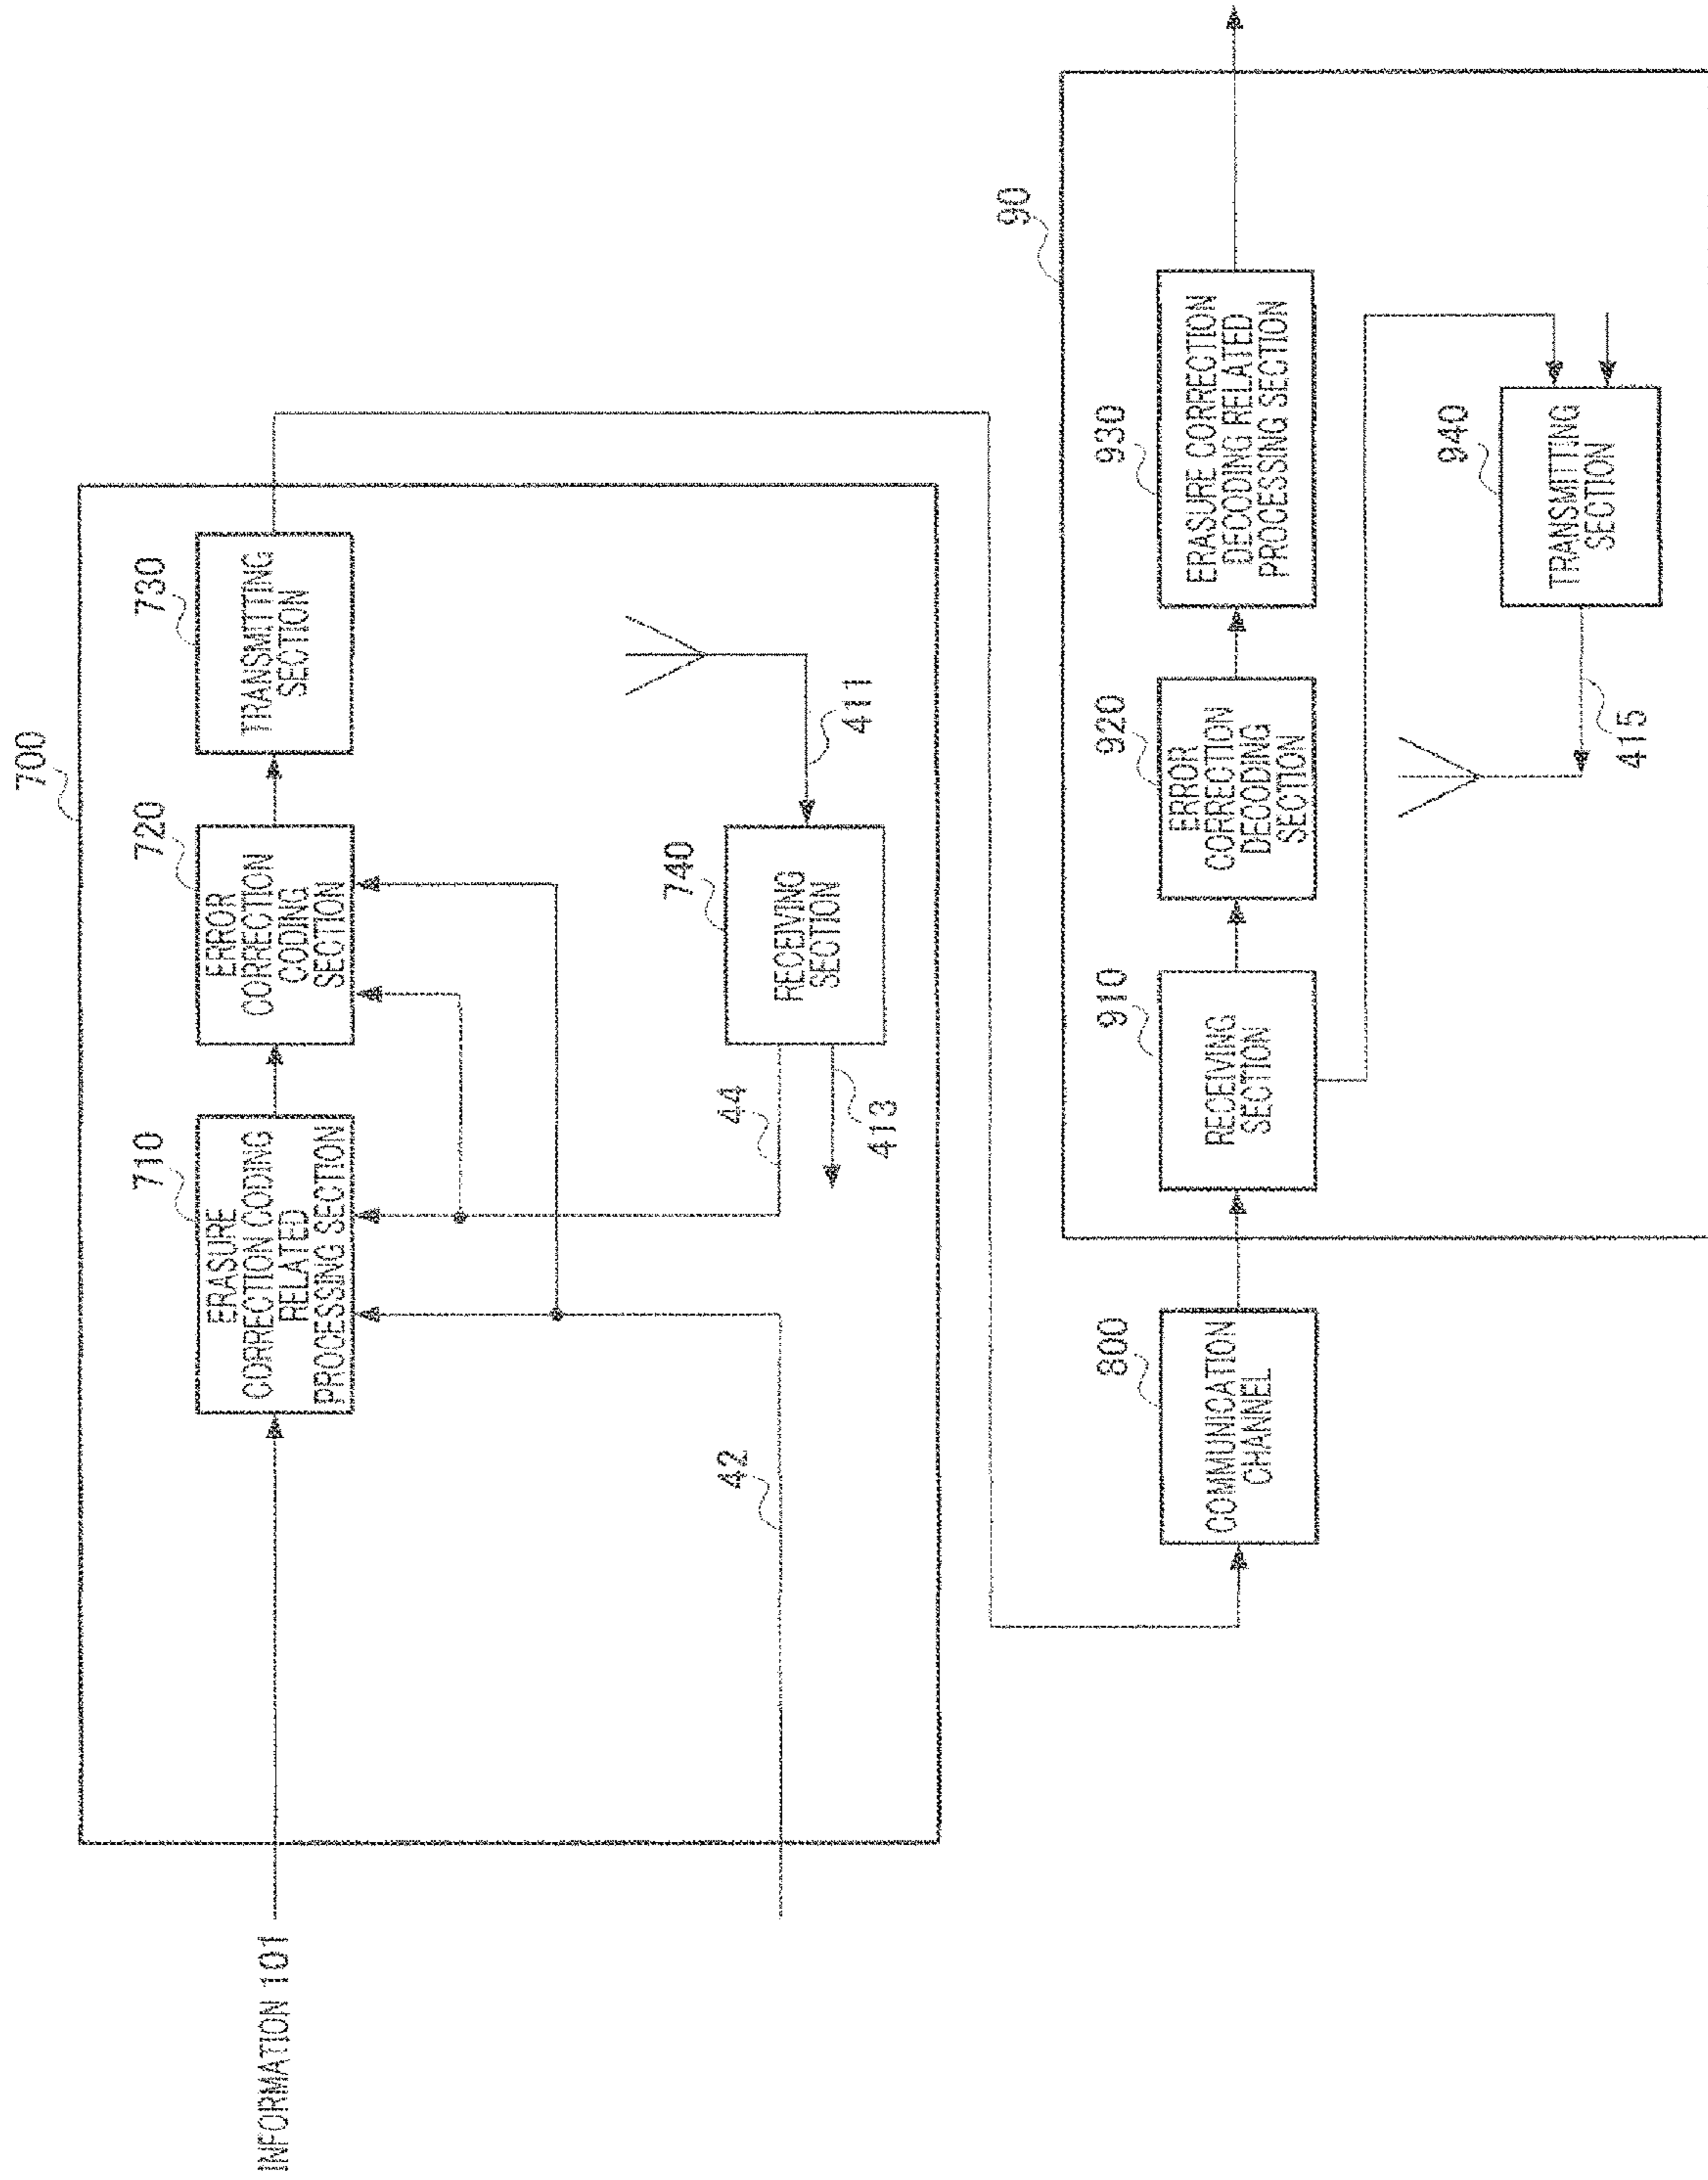 700
710
ERASURE
CORRECTION CODING
RELATED
PROCESSING SECTION
720
ERROR
CORRECTION
CODING
SECTION
730
TRANSMITTING
SECTION
INFORMATION 101
42
44
413
740
RECEIVING
SECTION
411
90
800
COMMUNICATION
CHANNEL
910
RECEIVING
SECTION
920
ERROR
CORRECTION
DECODING
SECTION
930
ERASURE CORRECTION
DECODING RELATED
PROCESSING SECTION
940
TRANSMITTING
SECTION
415